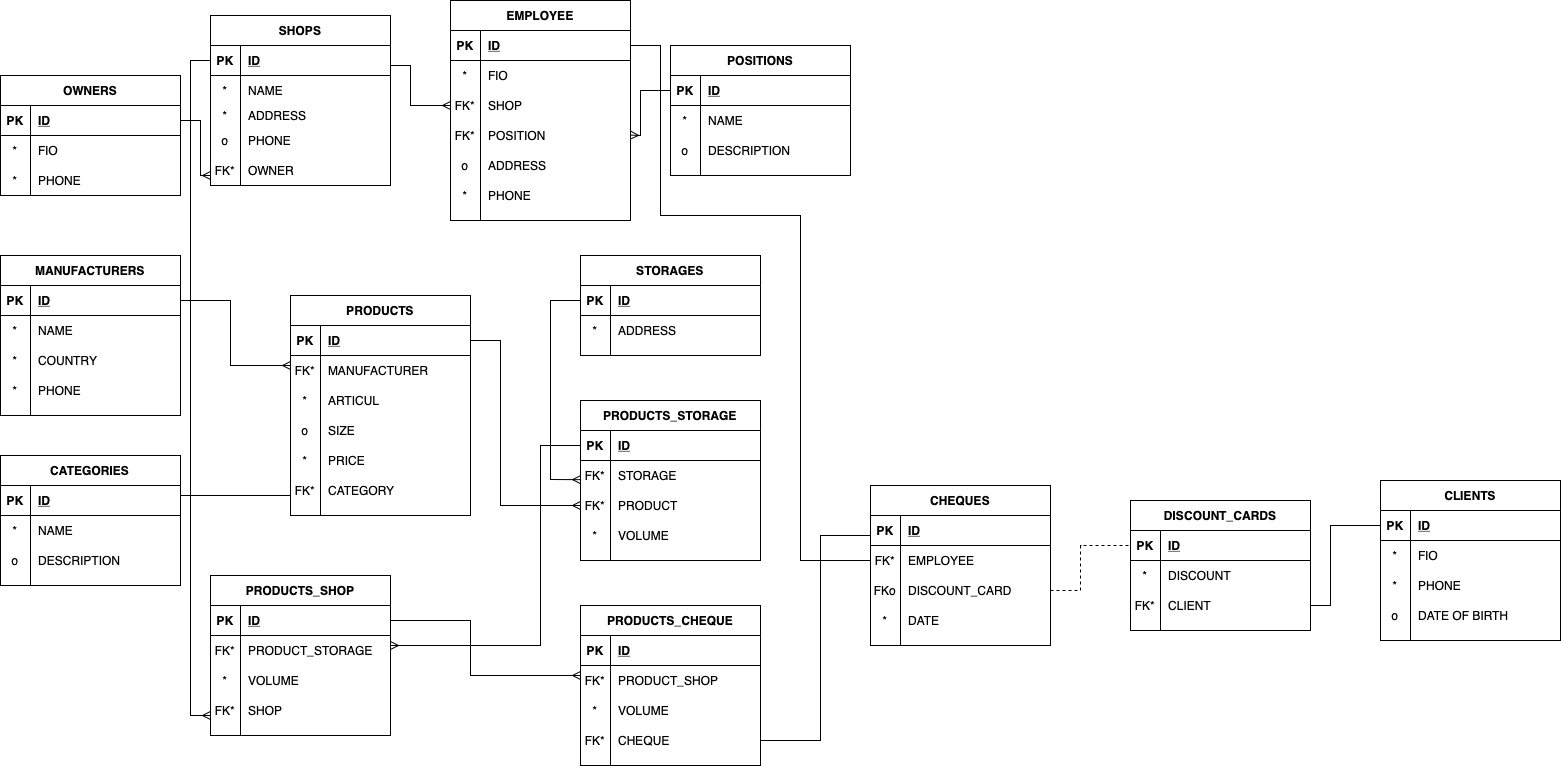 SHOPS
PK ID
* NAME
* ADDRESS
o PHONE
FK* OWNER
EMPLOYEE
PK ID
* FIO
FK* SHOP
FK* POSITION
o ADDRESS
* PHONE
POSITIONS
PK ID
* NAME
o DESCRIPTION
OWNERS
PK ID
* FIO
* PHONE
MANUFACTURERS
PK ID
* NAME
* COUNTRY
* PHONE
PRODUCTS
PK ID
FK* MANUFACTURER
* ARTICUL
o SIZE
* PRICE
FK* CATEGORY
STORAGES
PK ID
* ADDRESS
PRODUCTS_STORAGE
PK ID
FK* STORAGE
FK* PRODUCT
* VOLUME
CATEGORIES
PK ID
* NAME
o DESCRIPTION
PRODUCTS_SHOP
PK ID
FK* PRODUCT_STORAGE
* VOLUME
FK* SHOP
PRODUCTS_CHEQUE
PK ID
FK* PRODUCT_SHOP
* VOLUME
FK* CHEQUE
CHEQUES
PK ID
FK* EMPLOYEE
FKo DISCOUNT_CARD
* DATE
DISCOUNT_CARDS
PK ID
* DISCOUNT
FK* CLIENT
CLIENTS
PK ID
* FIO
* PHONE
o DATE OF BIRTH